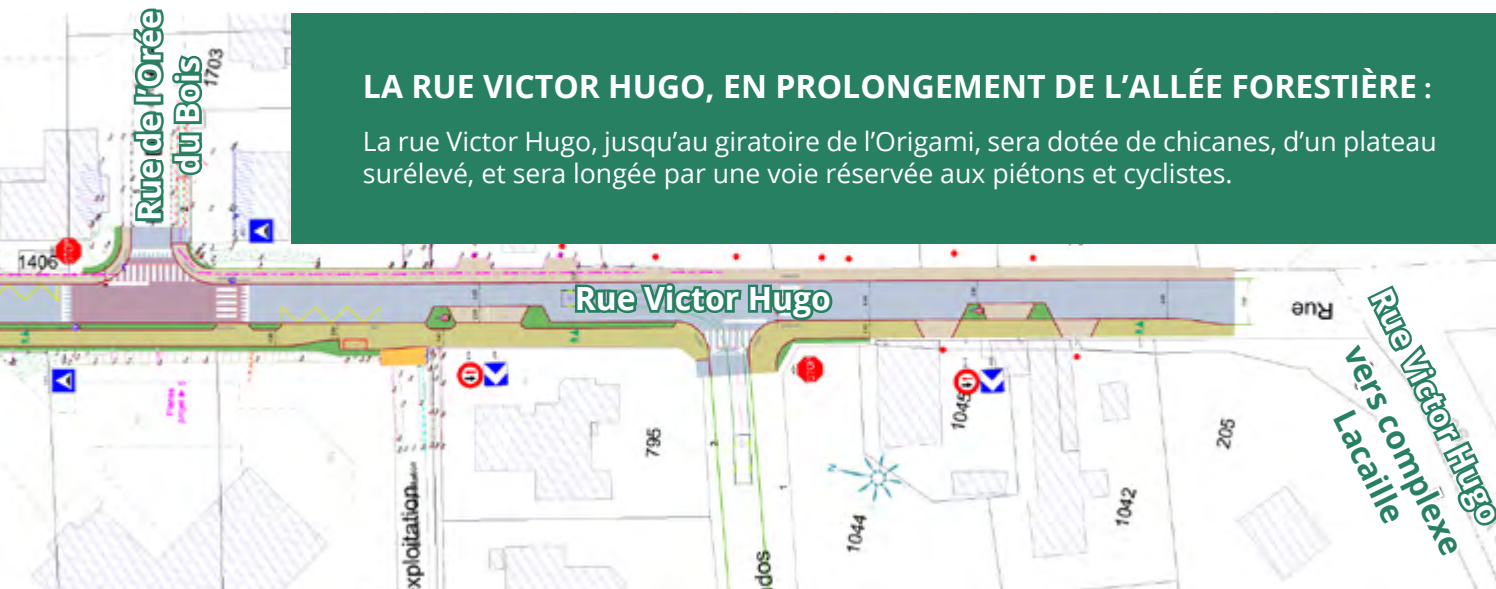 Rue de l'Orée
du Bois
1703
LA RUE VICTOR HUGO, EN PROLONGEMENT DE L'ALLÉE FORESTIÈRE :
La rue Victor Hugo, jusqu'au giratoire de l'Origami, sera dotée de chicanes, d'un plateau
surélevé, et sera longée par une voie réservée aux piétons et cyclistes.
1406
Rue Victor Hugo
Rue
Rue Victor Hugo
vers complexe
Lacaille
STOP
795
1045
205
N
1044
1042
xploitation
ados